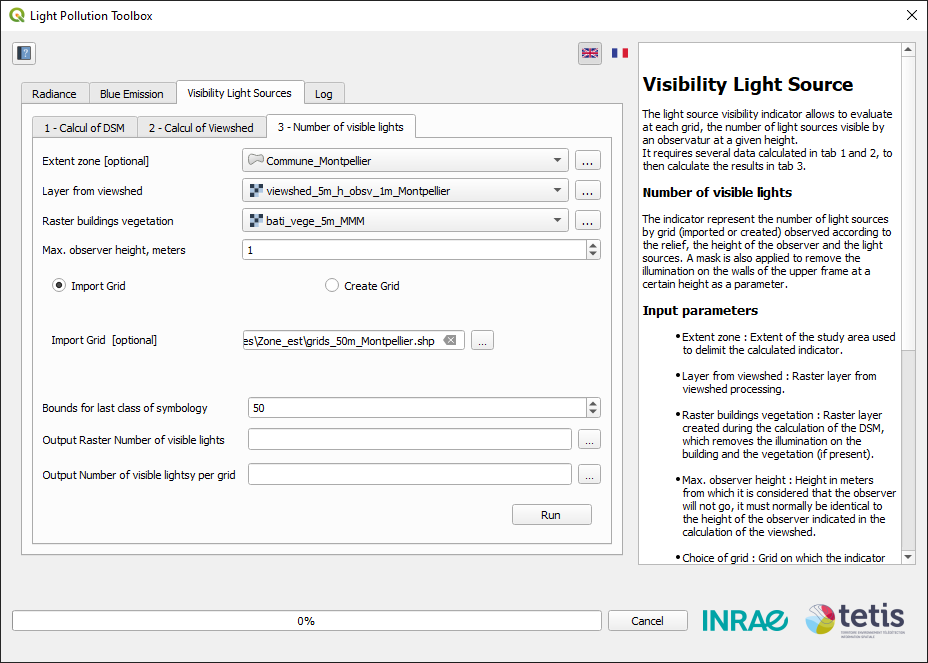 Light Pollution Toolbox
Radiance
Blue Emission
Visibility Light Sources
Log
1 - Calcul of DSM
2 - Calcul of Viewshed
3 - Number of visible lights
Extent zone [optional]
Commune_Montpellier
...
Layer from viewshed
viewshed_5m_h_obsv_1m_Montpellier
...
Raster buildings vegetation
bati_vege_5m_MMM
...
Max. observer height, meters
1
Import Grid
Create Grid
Import Grid [optional]
es\Zone_est\grids_50m_Montpellier.shp
...
Bounds for last class of symbology
50
Output Raster Number of visible lights
...
Output Number of visible lightsy per grid
...
Run
Visibility Light Source
The light source visibility indicator allows to evaluate
at each grid, the number of light sources visible by
an observatur at a given height.
It requires several data calculated in tab 1 and 2, to
then calculate the results in tab 3.
Number of visible lights
The indicator represent the number of light sources
by grid (imported or created) observed according to
the relief, the height of the observer and the light
sources. A mask is also applied to remove the
illumination on the walls of the upper frame at a
certain height as a parameter.
Input parameters
•Extent zone : Extent of the study area used
to delimit the calculated indicator.
•Layer from viewshed : Raster layer from
viewshed processing.
•Raster buildings vegetation : Raster layer
created during the calculation of the DSM,
which removes the illumination on the
building and the vegetation (if present).
•Max. observer height : Height in meters
from which it is considered that the observer
will not go, it must normally be identical to
the height of the observer indicated in the
calculation of the viewshed.
•Choice of grid : Grid on which the indicator
0%
Cancel
INRAE
tetis